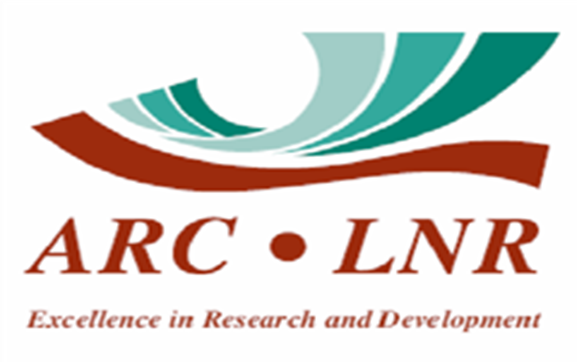 ARC • LNR
Excellence in Research and Development